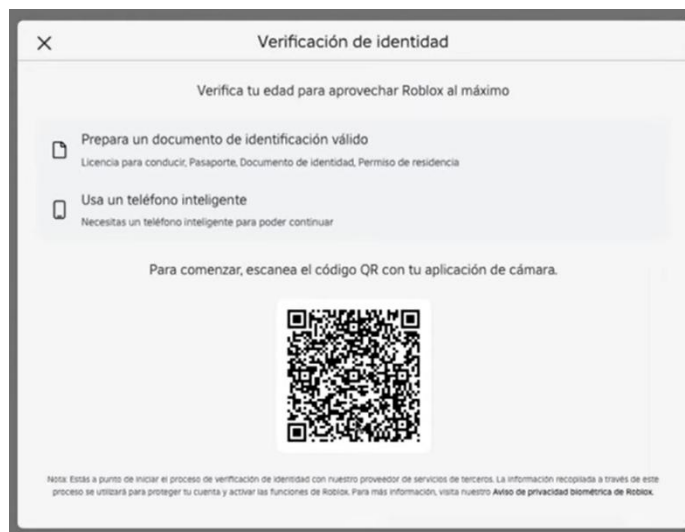 Verificación de identidad
Verifica tu edad para aprovechar Roblox al máximo
Prepara un documento de identificación válido
Licencia para conducir, Pasaporte, Documento de identidad, Permiso de residencia
Usa un teléfono inteligente
Necesitas un teléfono inteligente para poder continuar
Para comenzar, escanea el código QR con tu aplicación de cámara.
Nota: Estás a punto de iniciar el proceso de verificación de identidad con nuestro proveedor de servicios de terceros. La información recopilada a través de este
proceso se utilizará para proteger tu cuenta y activar las funciones de Roblox. Para más información, visita nuestro Aviso de privacidad biométrica de Roblox.